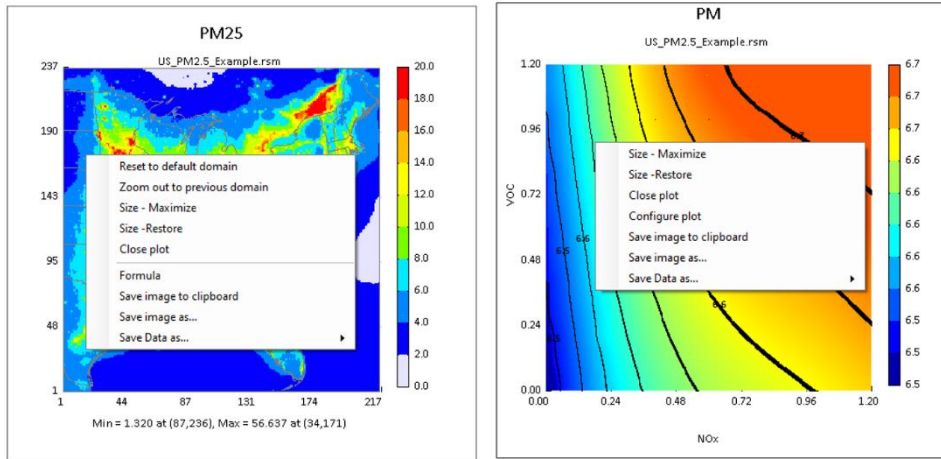 PM25
US_PM2.5_Example.rsm
237
190
143
95
48
1
1 44 87 131 174 217
20.0
18.0
16.0
14.0
12.0
10.0
8.0
6.0
4.0
2.0
0.0
Min = 1.320 at (87,236), Max = 56.637 at (34,171)
Reset to default domain
Zoom out to previous domain
Size - Maximize
Size -Restore
Close plot
Formula
Save image to clipboard
Save image as...
Save Data as...
PM
US_PM2.5_Example.rsm
VOC
1.20
0.96
0.72
0.48
0.24
0.00
0.00 0.24 0.48 0.72 0.96 1.20
NOx
6.7
6.7
6.7
6.6
6.6
6.6
6.6
6.6
6.5
6.5
6.5
6.6
6.6
Size - Maximize
Size -Restore
Close plot
Configure plot
Save image to clipboard
Save image as...
Save Data as...